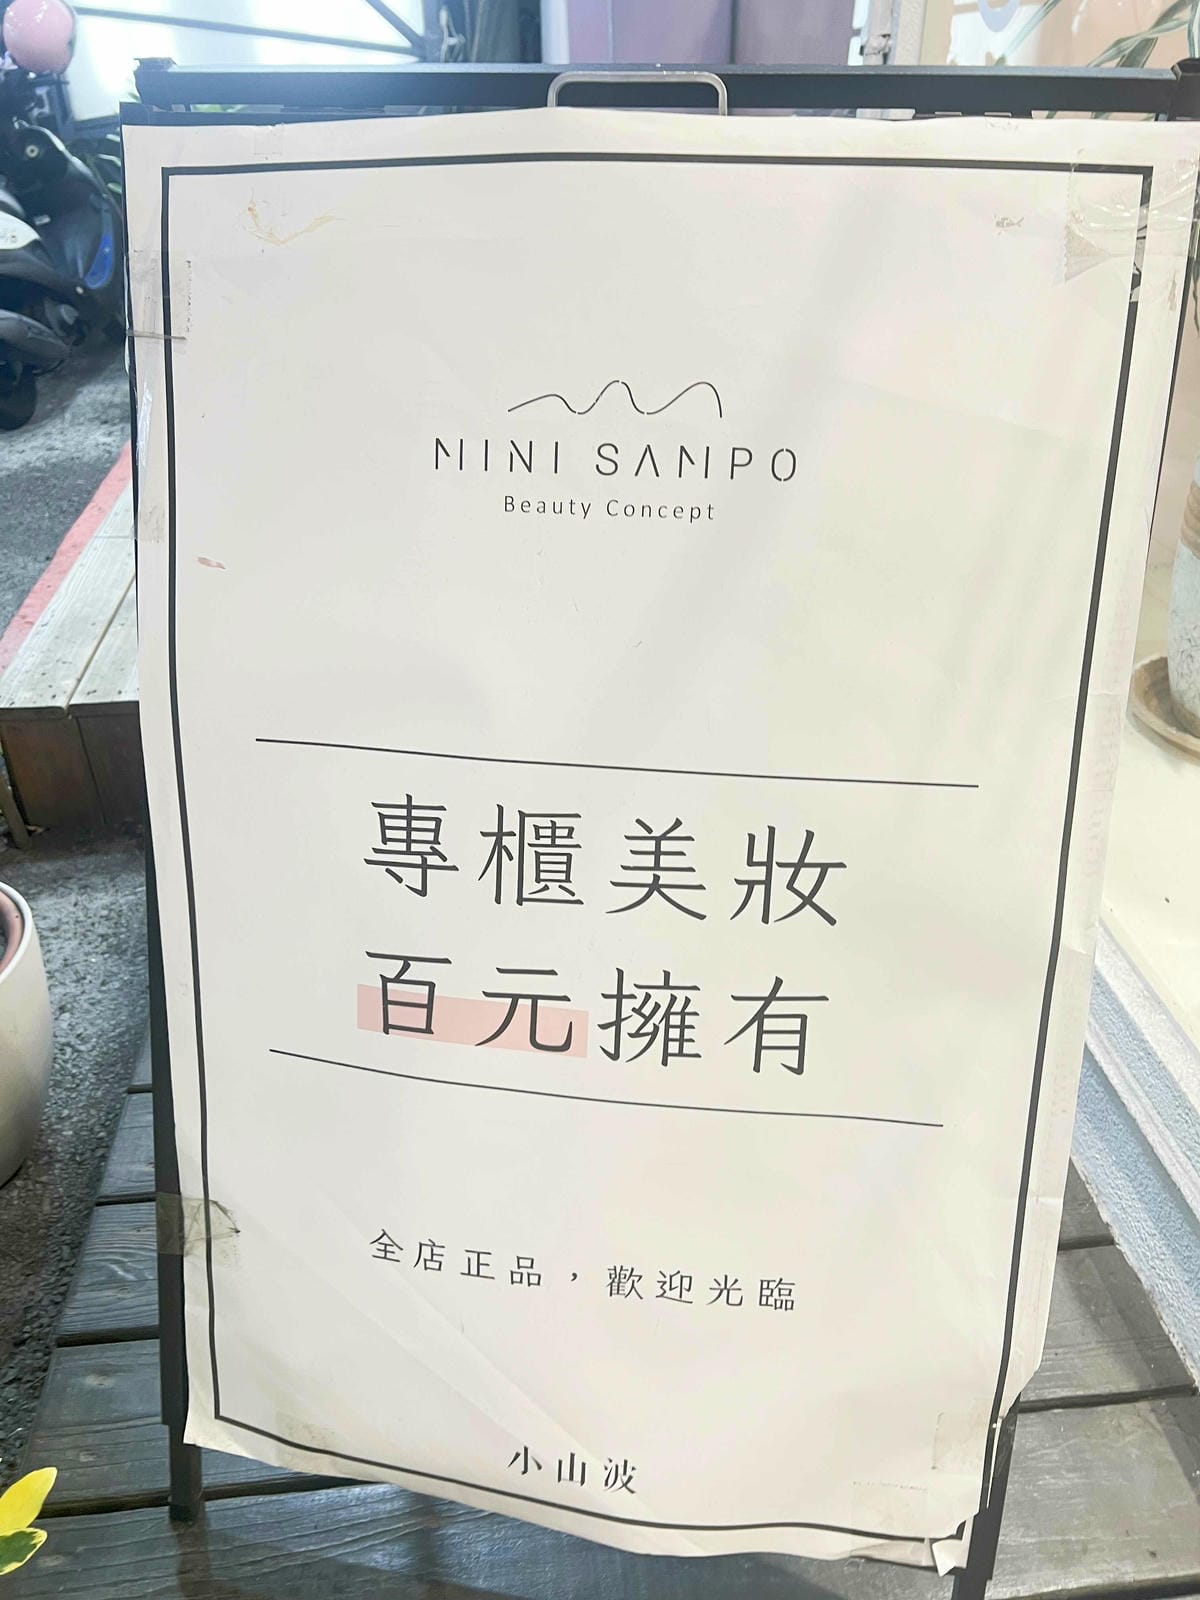 MINI SAMPO
Beauty Concept
專櫃美妝
百元擁有
全店正品，歡迎光臨
小山波